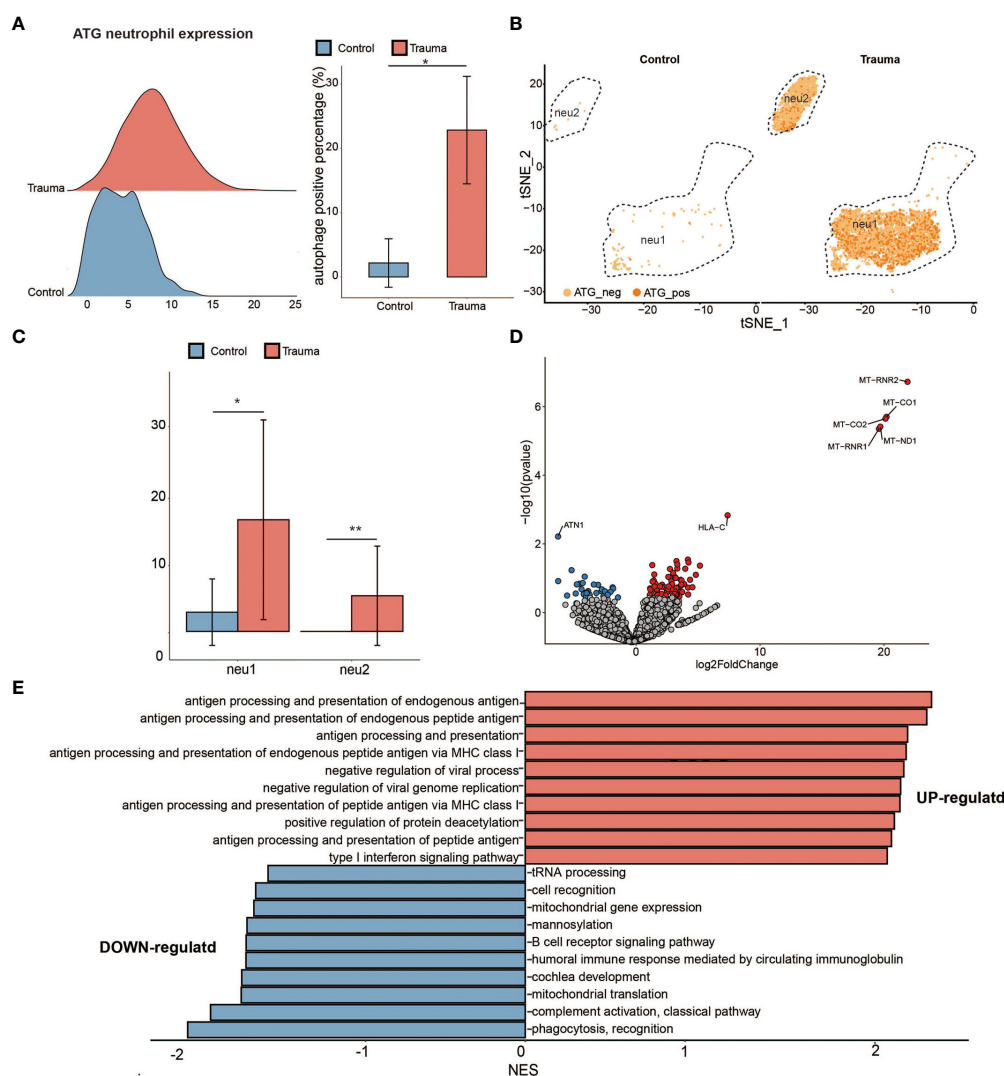 A
ATG neutrophil expression
Trauma
Control
0 5 10 15 20 25
Control Trauma
*
autophage positive percentage (%)
30
20
10
0
Control Trauma
B
Control Trauma
tSNE_2
20
10
0
−10
−20
−30
neu2
neu1
neu2
neu1
ATG_neg ATG_pos
−30 −20 −10 0 −30 −20 −10 0
tSNE_1
C
Control Trauma
30
20
10
0
*
**
neu1 neu2
D
−log10(pvalue)
6
4
2
0
MT−RNR2
MT−CO1
MT−CO2
MT−RNR1
MT−ND1
HLA−C
ATN1
0 10 20
log2FoldChange
E
antigen processing and presentation of endogenous antigen
antigen processing and presentation of endogenous peptide antigen
antigen processing and presentation
antigen processing and presentation of endogenous peptide antigen via MHC class I
negative regulation of viral process
negative regulation of viral genome replication
antigen processing and presentation of peptide antigen via MHC class I
positive regulation of protein deacetylation
antigen processing and presentation of peptide antigen
type I interferon signaling pathway
UP-regulatd
tRNA processing
cell recognition
mitochondrial gene expression
mannosylation
B cell receptor signaling pathway
humoral immune response mediated by circulating immunoglobulin
cochlea development
mitochondrial translation
complement activation, classical pathway
phagocytosis, recognition
DOWN-regulatd
-2 -1 0 1 2
NES